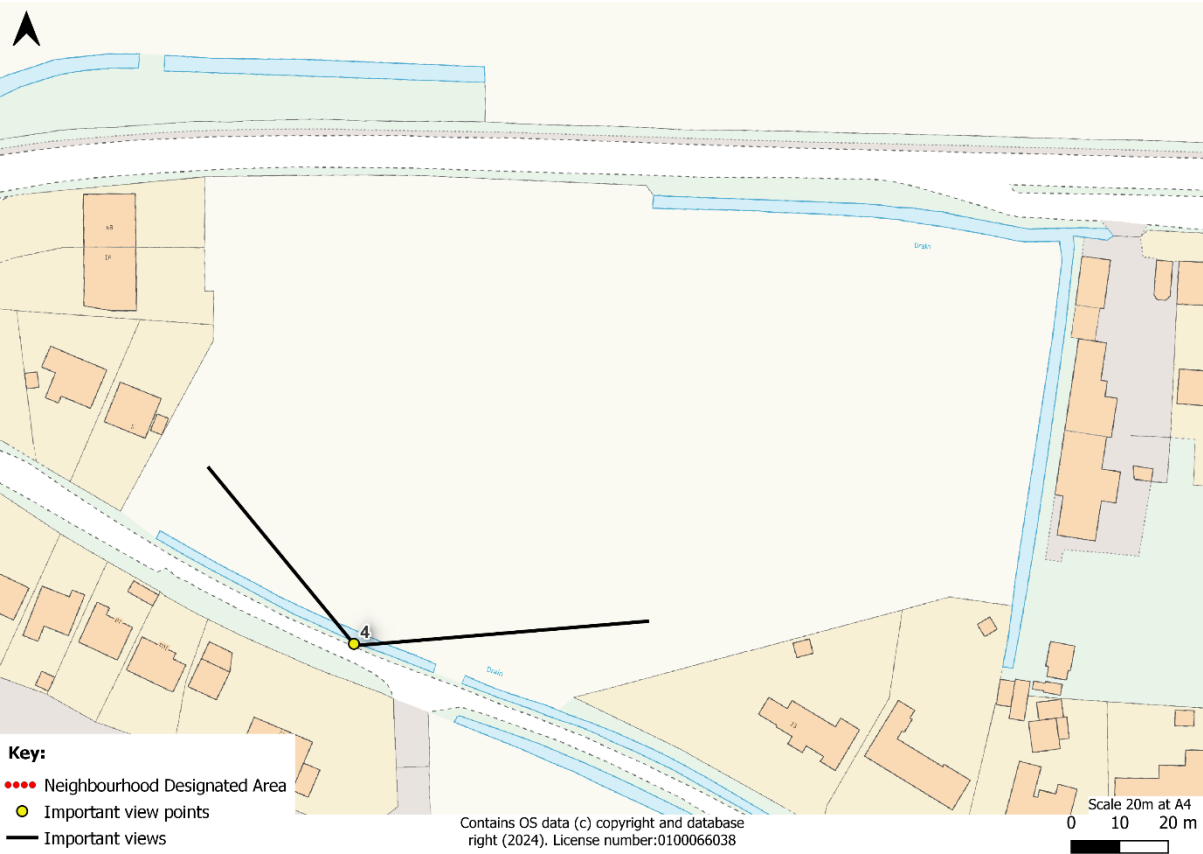 Drain
4
Drain
Key:
Neighbourhood Designated Area
Important view points
Important views
Contains OS data (c) copyright and database
right (2024). License number:0100066038
Scale 20m at A4
0 10 20 m